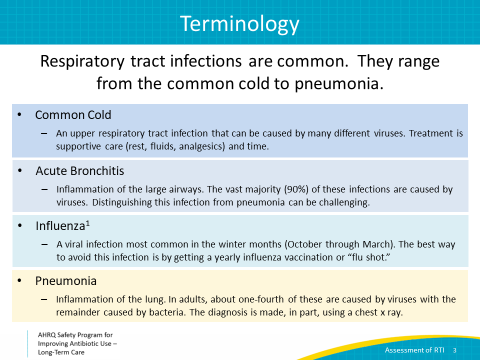 Terminology
Respiratory tract infections are common. They range
from the common cold to pneumonia.
• Common Cold
– An upper respiratory tract infection that can be caused by many different viruses. Treatment is
supportive care (rest, fluids, analgesics) and time.
• Acute Bronchitis
– Inflammation of the large airways. The vast majority (90%) of these infections are caused by
viruses. Distinguishing this infection from pneumonia can be challenging.
• Influenza¹
– A viral infection most common in the winter months (October through March). The best way
to avoid this infection is by getting a yearly influenza vaccination or “flu shot.”
• Pneumonia
– Inflammation of the lung. In adults, about one-fourth of these are caused by viruses with the
remainder caused by bacteria. The diagnosis is made, in part, using a chest x ray.
AHRQ Safety Program for
Improving Antibiotic Use –
Long-Term Care
Assessment of RTI 3